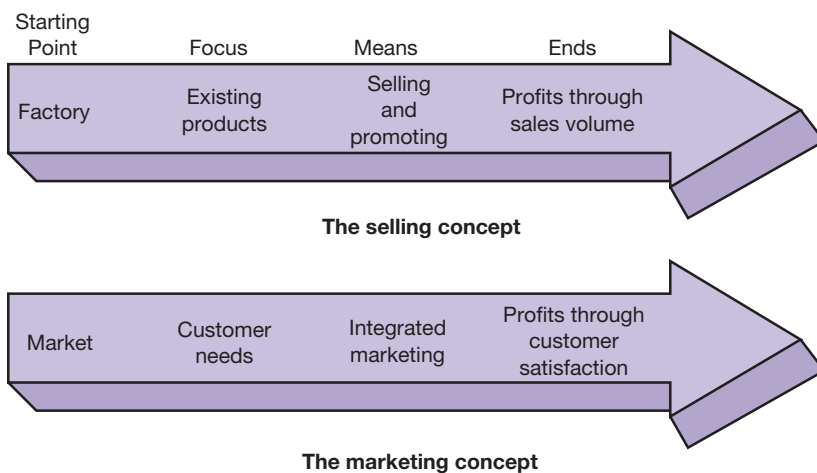 Starting
Point
Focus
Means
Ends
Factory
Existing
products
Selling
and
promoting
Profits through
sales volume
The selling concept
Market
Customer
needs
Integrated
marketing
Profits through
customer
satisfaction
The marketing concept